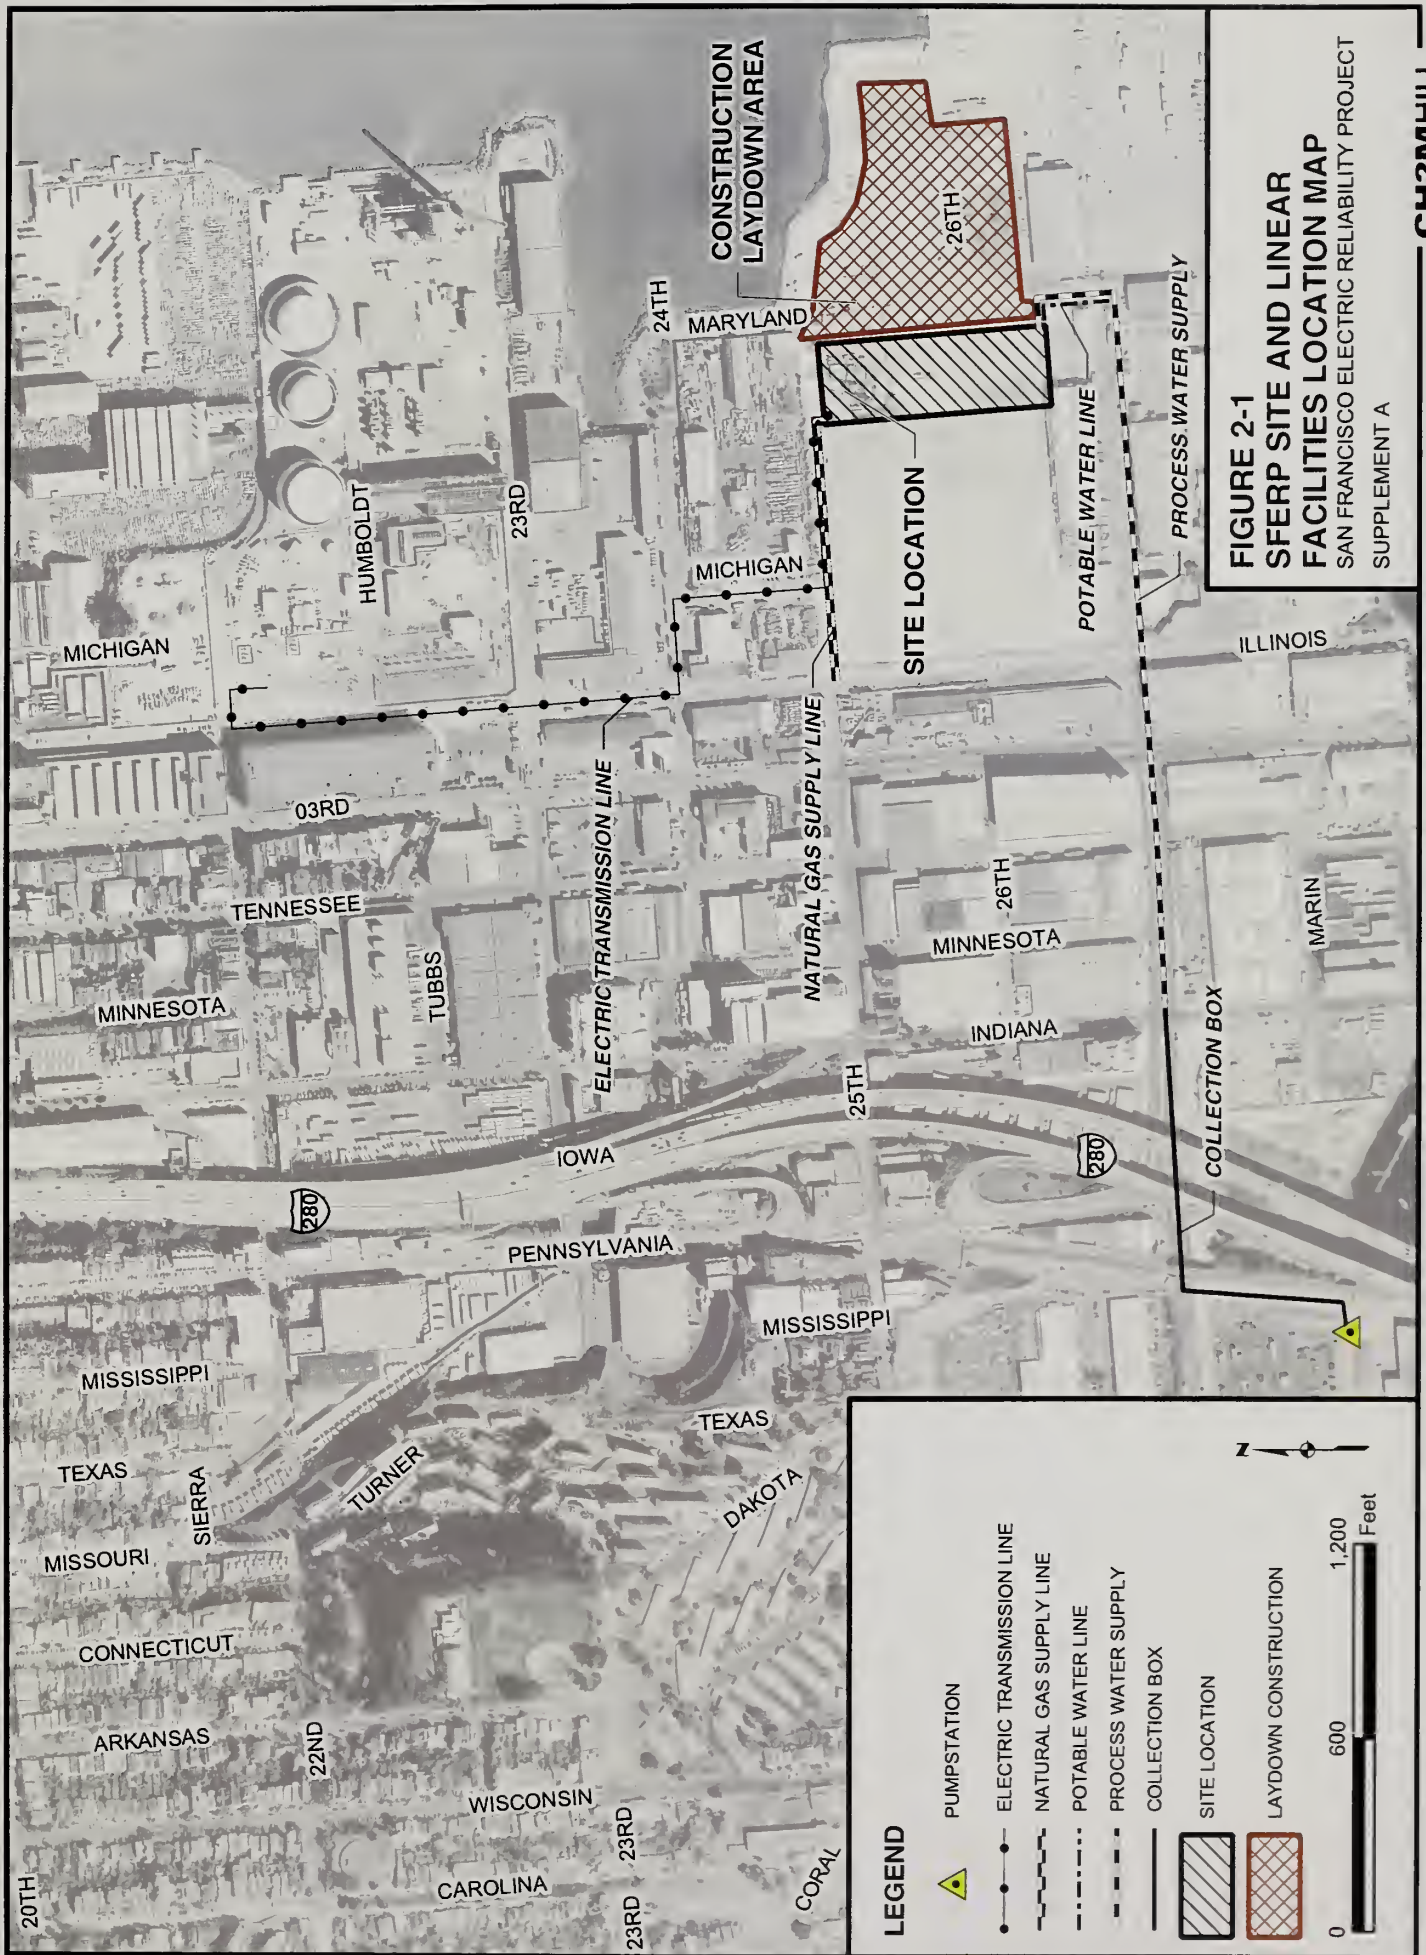 20TH
ARKANSAS
CONNECTICUT
MISSOURI
TEXAS
MISSISSIPPI
MINNESOTA
MICHIGAN
SIERRA
TENNESSEE
22ND
280
03RD
HUMBOLDT
TURNER
TUBBS
CAROLINA
WISCONSIN
PENNSYLVANIA
IOWA
23RD
23RD
23RD
ELECTRIC TRANSMISSION LINE
24TH
TEXAS
MISSISSIPPI
MICHIGAN
MARYLAND
CONSTRUCTION
LAYDOWN AREA
DAKOTA
CORAL
25TH
NATURAL GAS SUPPLY LINE
SITE LOCATION
26TH
MINNESOTA
INDIANA
26TH
280
POTABLE WATER LINE
PROCESS WATER SUPPLY
COLLECTION BOX
ILLINOIS
MARIN
LEGEND
PUMPSTATION
ELECTRIC TRANSMISSION LINE
NATURAL GAS SUPPLY LINE
POTABLE WATER LINE
PROCESS WATER SUPPLY
COLLECTION BOX
SITE LOCATION
LAYDOWN CONSTRUCTION
N
0 600 1,200
Feet
FIGURE 2-1
SFERP SITE AND LINEAR
FACILITIES LOCATION MAP
SAN FRANCISCO ELECTRIC RELIABILITY PROJECT
SUPPLEMENT A